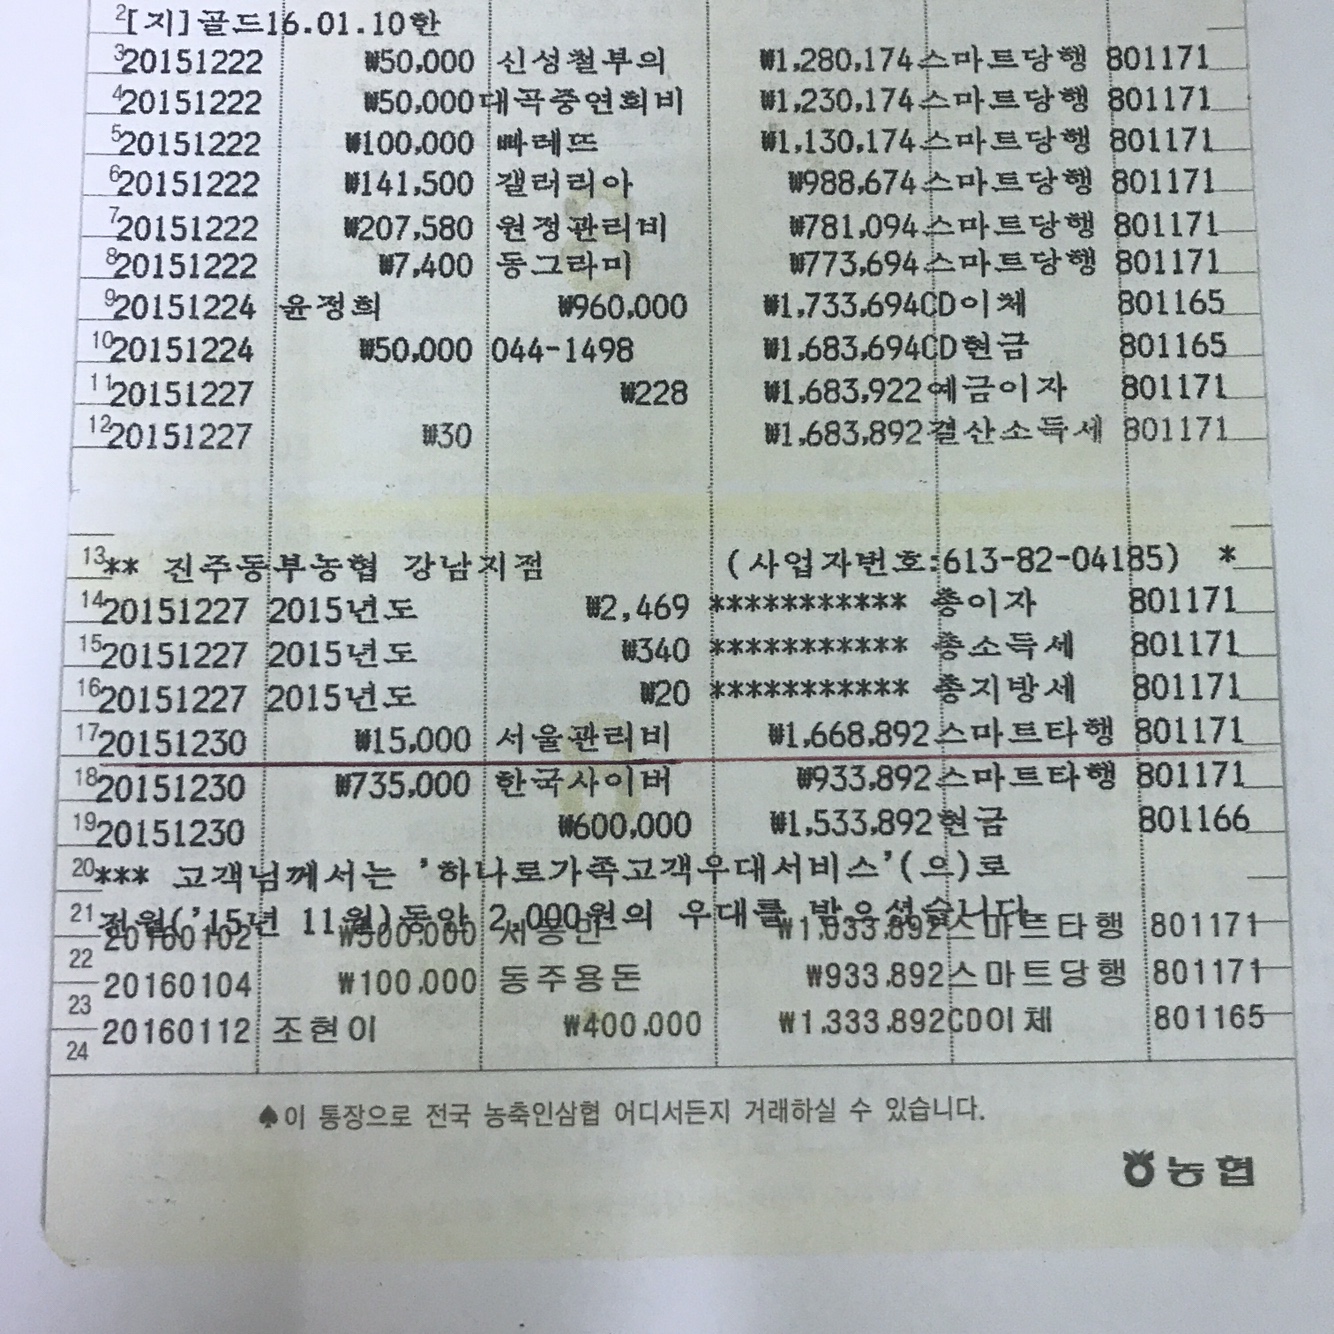 2[지]골드16.01.10한
3 20151222 ₩50,000 신성철부의 ₩1,280,174 스마트당행 801171
4 20151222 ₩50,000 대곡중연회비 ₩1,230,174 스마트당행 801171
5 20151222 ₩100,000 빠레뜨 ₩1,130,174 스마트당행 801171
6 20151222 ₩141,500 갤러리아 ₩988,674 스마트당행 801171
7 20151222 ₩207,580 원정관리비 ₩781,094 스마트당행 801171
8 20151222 ₩7,400 동그라미 ₩773,694 스마트당행 801171
9 20151224 윤정희 ₩960,000 ₩1,733,694 CD이체 801165
10 20151224 ₩50,000 044-1498 ₩1,683,694 CD현금 801165
11 20151227 ₩228 ₩1,683,922 예금이자 801171
12 20151227 ₩30 ₩1,683,892 결산소득세 801171
13 ** 진주동부농협 강남지점 (사업자번호:613-82-04185) *
14 20151227 2015년도 ₩2,469 *********** 총이자 801171
15 20151227 2015년도 ₩340 *********** 총소득세 801171
16 20151227 2015년도 ₩20 *********** 총지방세 801171
17 20151230 ₩15,000 서울관리비 ₩1,668,892 스마트타행 801171
18 20151230 ₩735,000 한국사이버 ₩933,892 스마트타행 801171
19 20151230 ₩600,000 ₩1,533,892 현금 801166
20 *** 고객님께서는 '하나로가족고객우대서비스'(으)로
21 전월('15년 11월)동안 2,000원의 우대를 받으셨습니다
20160102 ₩500,000 ₩1,033,892 스마트타행 801171
22 20160104 ₩100,000 동주용돈 ₩933,892 스마트당행 801171
23 20160112 조현이 ₩400,000 ₩1,333,892 CD이체 801165
24
♠이 통장으로 전국 농축인삼협 어디서든지 거래하실 수 있습니다.
농협